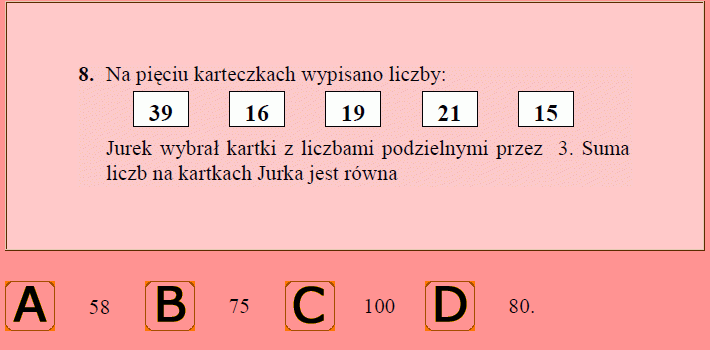 8. Na pięciu karteczkach wypisano liczby:
39 16 19 21 15
Jurek wybrał kartki z liczbami podzielnymi przez 3. Suma
liczb na kartkach Jurka jest równa
A 58 B 75 C 100 D 80.